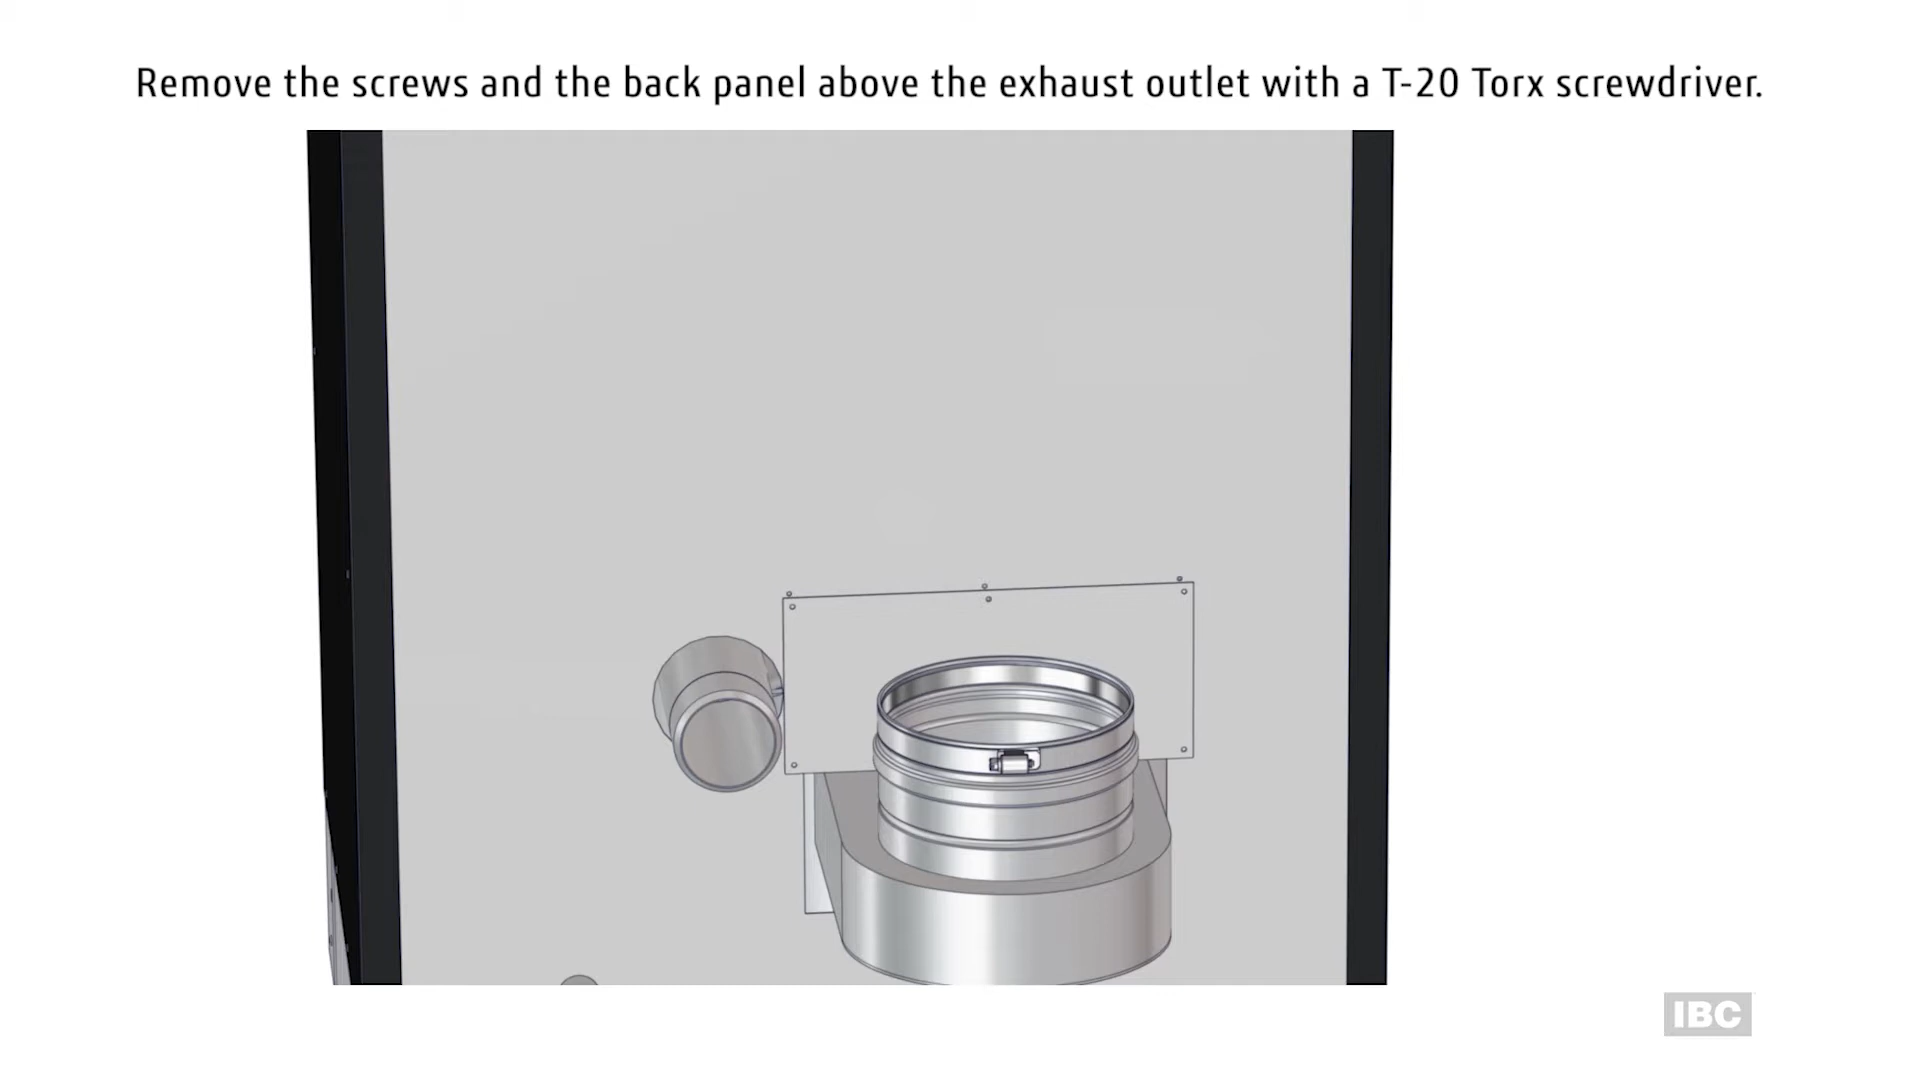 Remove the screws and the back panel above the exhaust outlet with a T-20 Torx screwdriver.
IBC